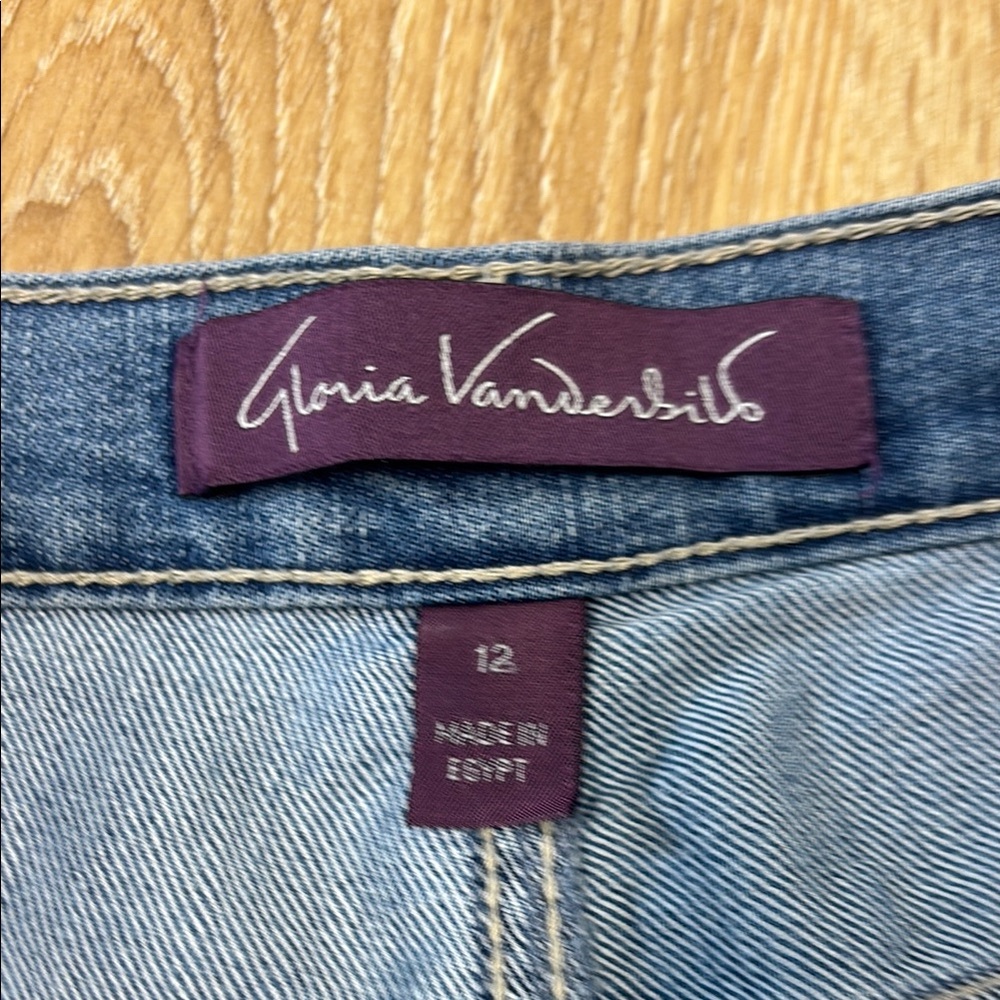 Gloria Vanderbilt
12
MADE IN
EGYPT